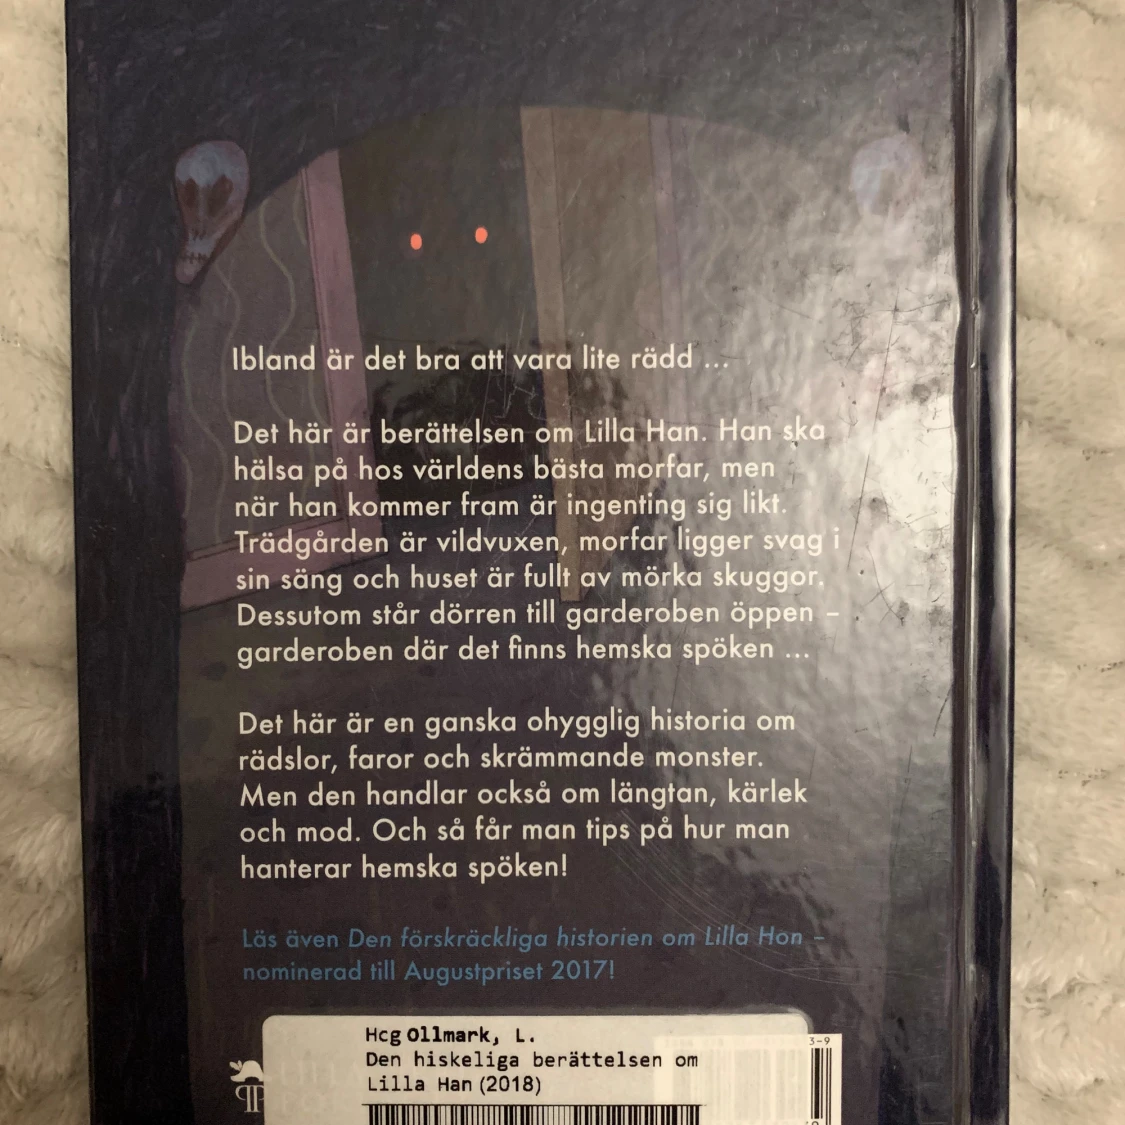 Ibland är det bra att vara lite rädd ...
Det här är berättelsen om Lilla Han. Han ska
hälsa på hos världens bästa morfar, men
när han kommer fram är ingenting sig likt.
Trädgården är vildvuxen, morfar ligger svag i
sin säng och huset är fullt av mörka skuggor.
Dessutom står dörren till garderoben öppen –
garderoben där det finns hemska spöken ...
Det här är en ganska ohygglig historia om
rädslor, faror och skrämmande monster.
Men den handlar också om längtan, kärlek
och mod. Och så får man tips på hur man
hanterar hemska spöken!
Läs även Den förskräckliga historien om Lilla Hon –
nominerad till Augustpriset 2017!
Hcg Ollmark, L.
Den hiskeliga berättelsen om
Lilla Han (2018)
3-9